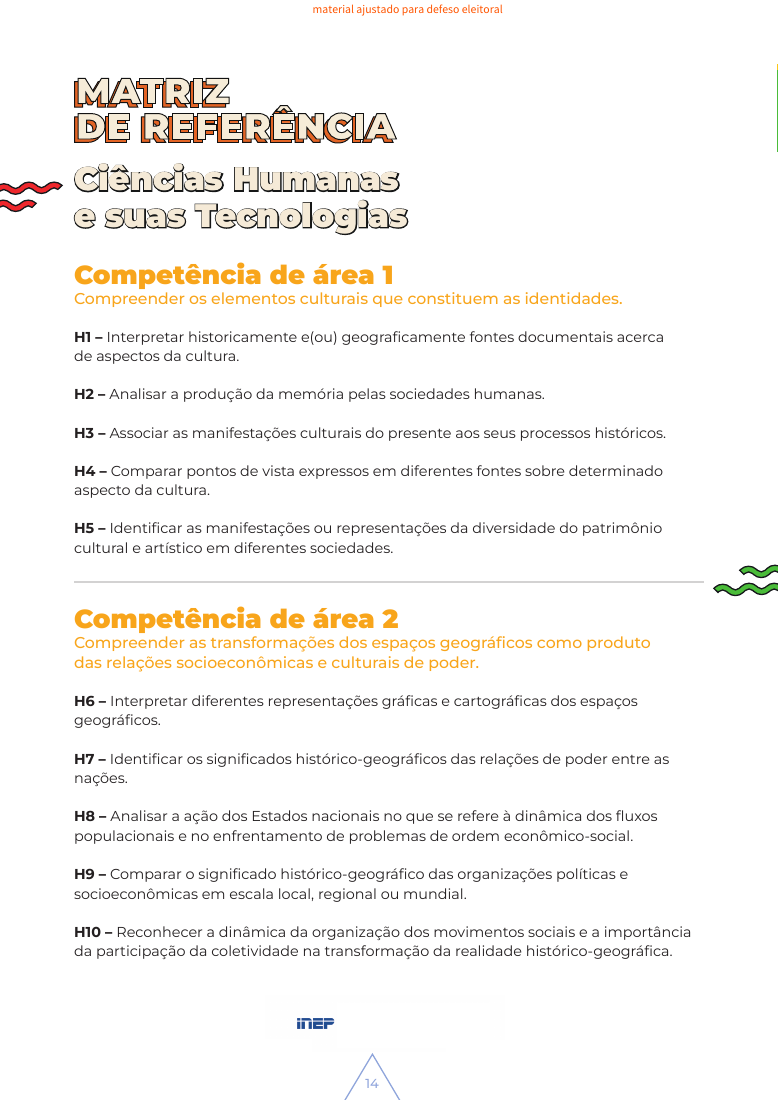 material ajustado para defeso eleitoral
MATRIZ
DE REFERÊNCIA
Ciências Humanas
e suas Tecnologias
Competência de área 1
Compreender os elementos culturais que constituem as identidades.
H1 – Interpretar historicamente e(ou) geograficamente fontes documentais acerca
de aspectos da cultura.
H2 – Analisar a produção da memória pelas sociedades humanas.
H3 – Associar as manifestações culturais do presente aos seus processos históricos.
H4 – Comparar pontos de vista expressos em diferentes fontes sobre determinado
aspecto da cultura.
H5 – Identificar as manifestações ou representações da diversidade do patrimônio
cultural e artístico em diferentes sociedades.
Competência de área 2
Compreender as transformações dos espaços geográficos como produto
das relações socioeconômicas e culturais de poder.
H6 – Interpretar diferentes representações gráficas e cartográficas dos espaços
geográficos.
H7 – Identificar os significados histórico-geográficos das relações de poder entre as
nações.
H8 – Analisar a ação dos Estados nacionais no que se refere à dinâmica dos fluxos
populacionais e no enfrentamento de problemas de ordem econômico-social.
H9 – Comparar o significado histórico-geográfico das organizações políticas e
socioeconômicas em escala local, regional ou mundial.
H10 – Reconhecer a dinâmica da organização dos movimentos sociais e a importância
da participação da coletividade na transformação da realidade histórico-geográfica.
INEP
14